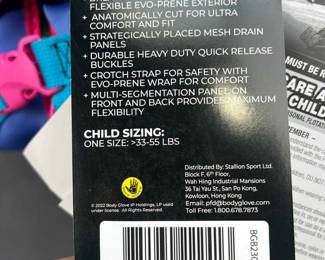 FLEXIBLE EVO-PRENE EXTERIOR
+ ANATOMICALLY CUT FOR ULTRA
COMFORT AND FIT
+ STRATEGICALLY PLACED MESH DRAIN
PANELS
+ DURABLE HEAVY DUTY QUICK RELEASE
BUCKLES
+ CROTCH STRAP FOR SAFETY WITH
EVO-PRENE WRAP FOR COMFORT
+ MULTI-SEGMENTATION PANEL ON
FRONT AND BACK PROVIDES MAXIMUM
FLEXIBILITY
CHILD SIZING:
ONE SIZE: >33-55 LBS
Distributed By: Stallion Sport Ltd.
Block F, 6th Floor,
Wah Hing Industrial Mansions
36 Tai Yau St., San Po Kong,
Kowloon, Hong Kong
Email: pfd@bodyglove.com
Toll Free: 1.800.678.7873
© 2022 Body Glove IP Holdings, LP used
under license. All Rights Reserved.
CARE A
CHILD
PERSONAL FLOTA